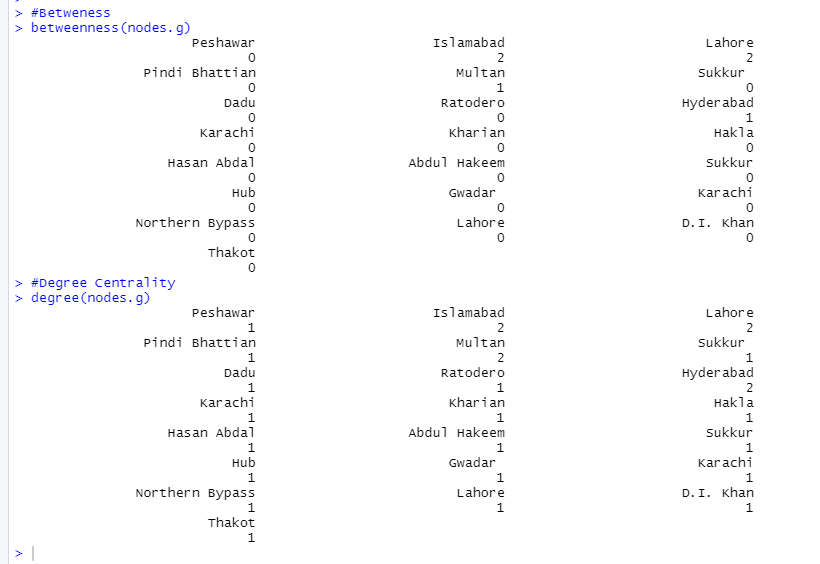 > #Betweness
> betweenness(nodes.g)
Peshawar Islamabad Lahore
0 2 2
Pindi Bhattian Multan Sukkur
0 1 0
Dadu Ratodero Hyderabad
0 0 1
Karachi Kharian Hakla
0 0 0
Hasan Abdal Abdul Hakeem Sukkur
0 0 0
Hub Gwadar Karachi
0 0 0
Northern Bypass Lahore D.I. Khan
0 0 0
Thakot
0
> #Degree Centrality
> degree(nodes.g)
Peshawar Islamabad Lahore
1 2 2
Pindi Bhattian Multan Sukkur
1 2 1
Dadu Ratodero Hyderabad
1 1 2
Karachi Kharian Hakla
1 1 1
Hasan Abdal Abdul Hakeem Sukkur
1 1 1
Hub Gwadar Karachi
1 1 1
Northern Bypass Lahore D.I. Khan
1 1 1
Thakot
1
>